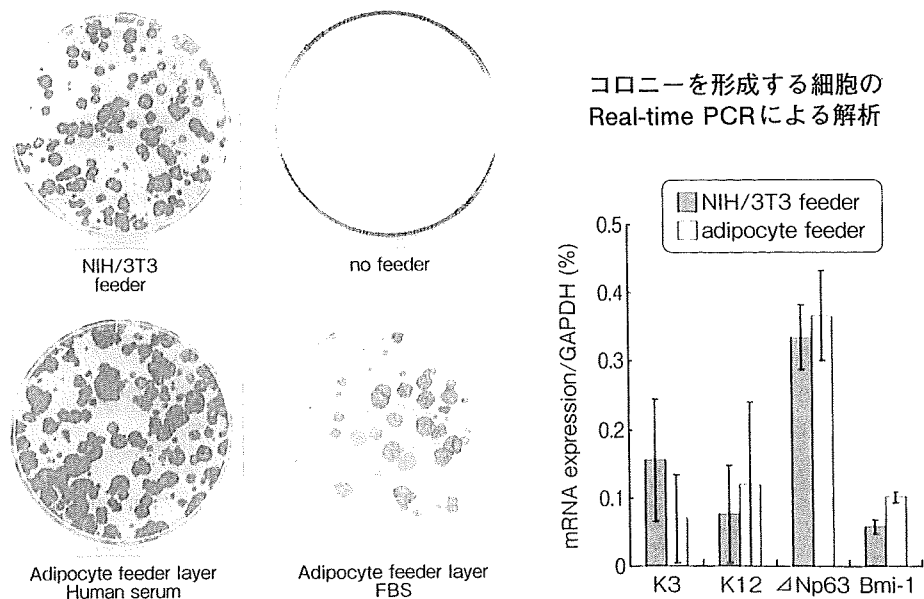 NIH/3T3
feeder
no feeder
Adipocyte feeder layer
Human serum
Adipocyte feeder layer
FBS
コロニーを形成する細胞の
Real-time PCRによる解析
NIH/3T3 feeder
adipocyte feeder
mRNA expression/GAPDH (%)
0.5
0.4
0.3
0.2
0.1
0
K3 K12 ⊿Np63 Bmi-1